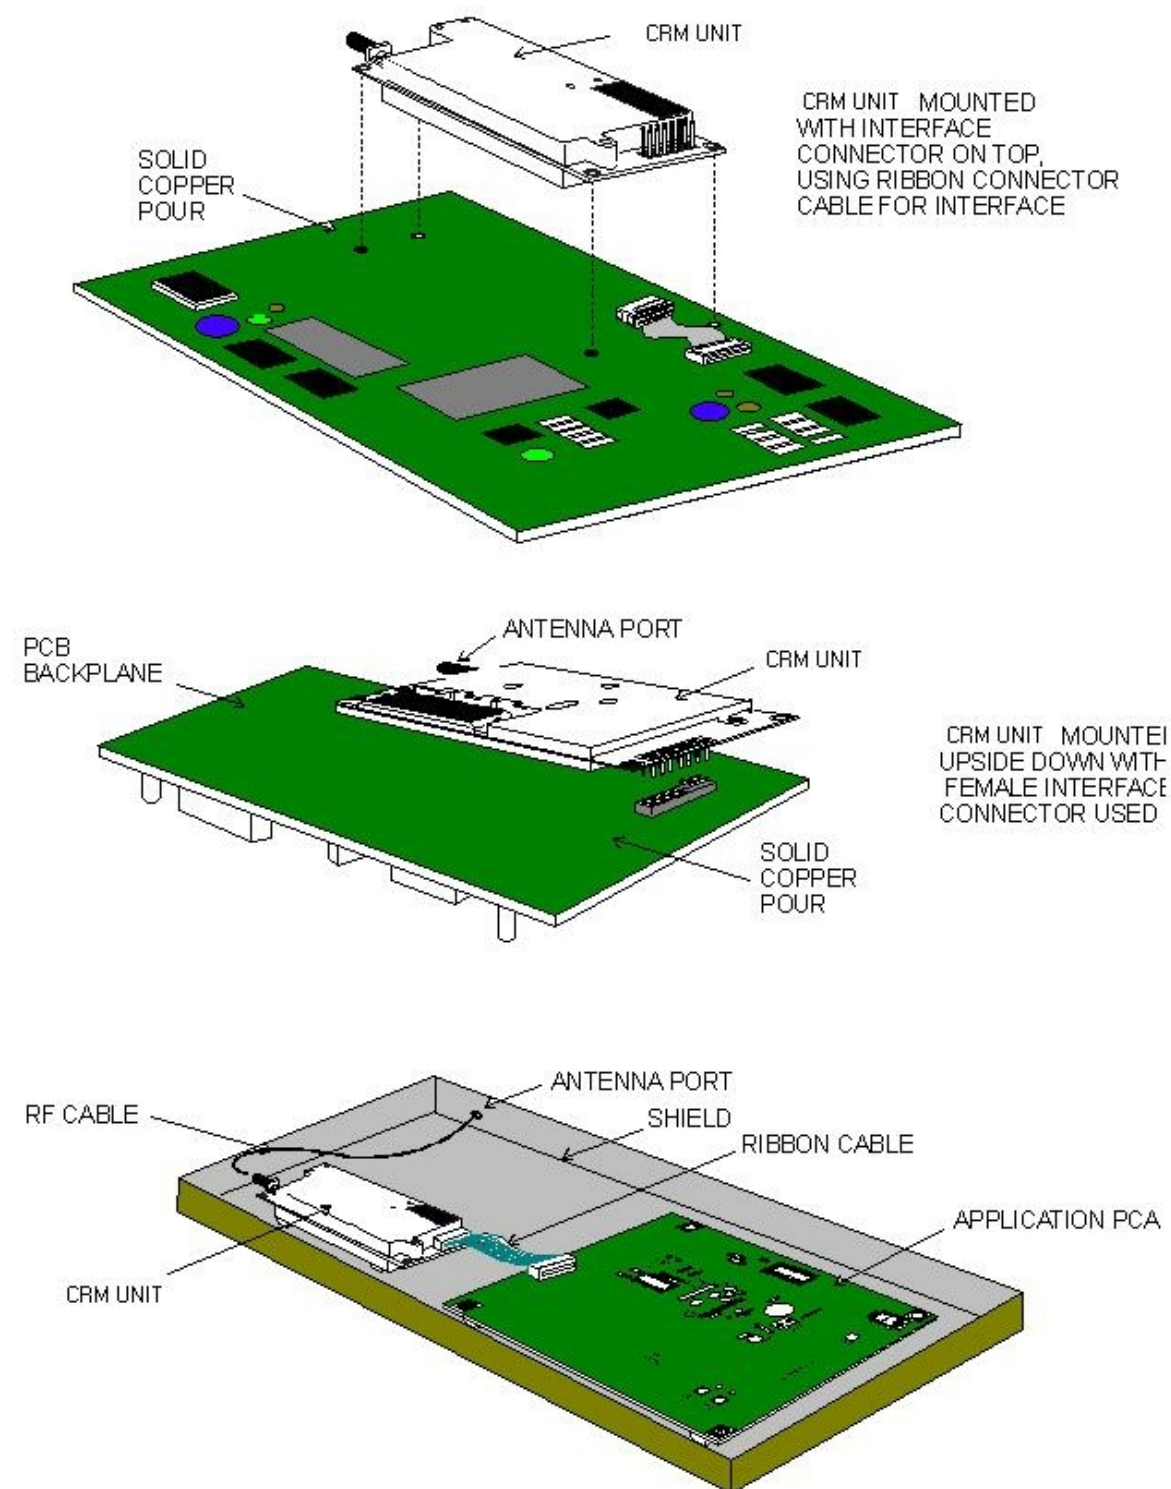 CRM UNIT
CRM UNIT MOUNTED
WITH INTERFACE
CONNECTOR ON TOP,
USING RIBBON CONNECTOR
CABLE FOR INTERFACE
SOLID
COPPER
POUR
ANTENNA PORT
PCB
BACKPLANE
CRM UNIT
CRM UNIT MOUNTE
UPSIDE DOWN WITH
FEMALE INTERFACE
CONNECTOR USED
SOLID
COPPER
POUR
ANTENNA PORT
RF CABLE
SHIELD
RIBBON CABLE
APPLICATION PCA
CRM UNIT